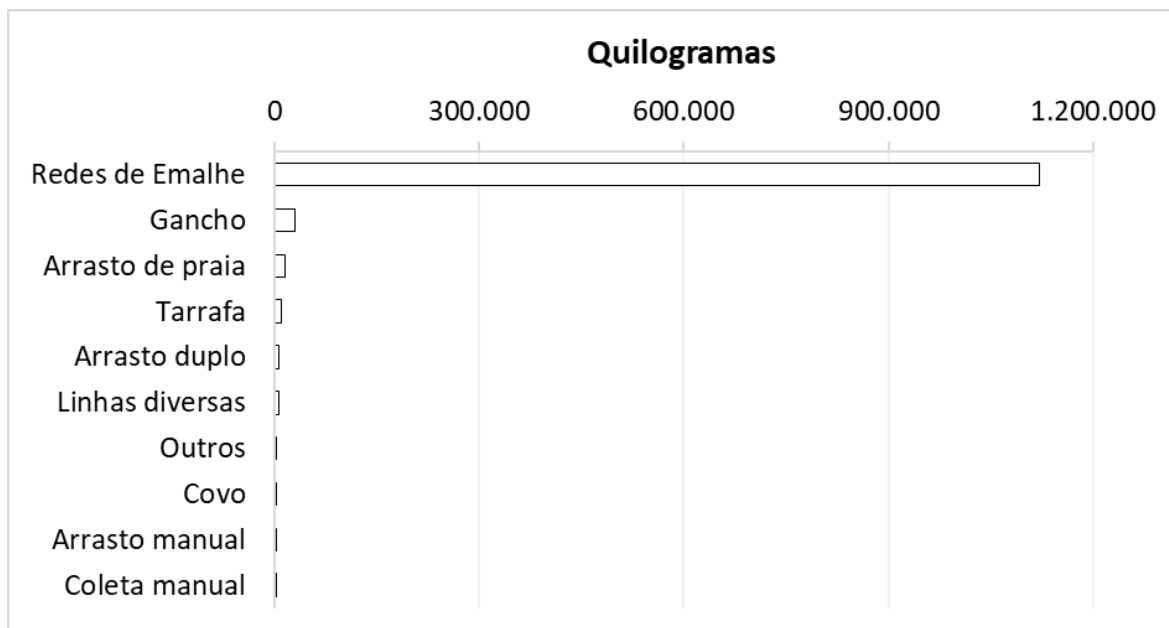 Quilogramas
0 300.000 600.000 900.000 1.200.000
Redes de Emalhe
Gancho
Arrasto de praia
Tarrafa
Arrasto duplo
Linhas diversas
Outros
Covo
Arrasto manual
Coleta manual